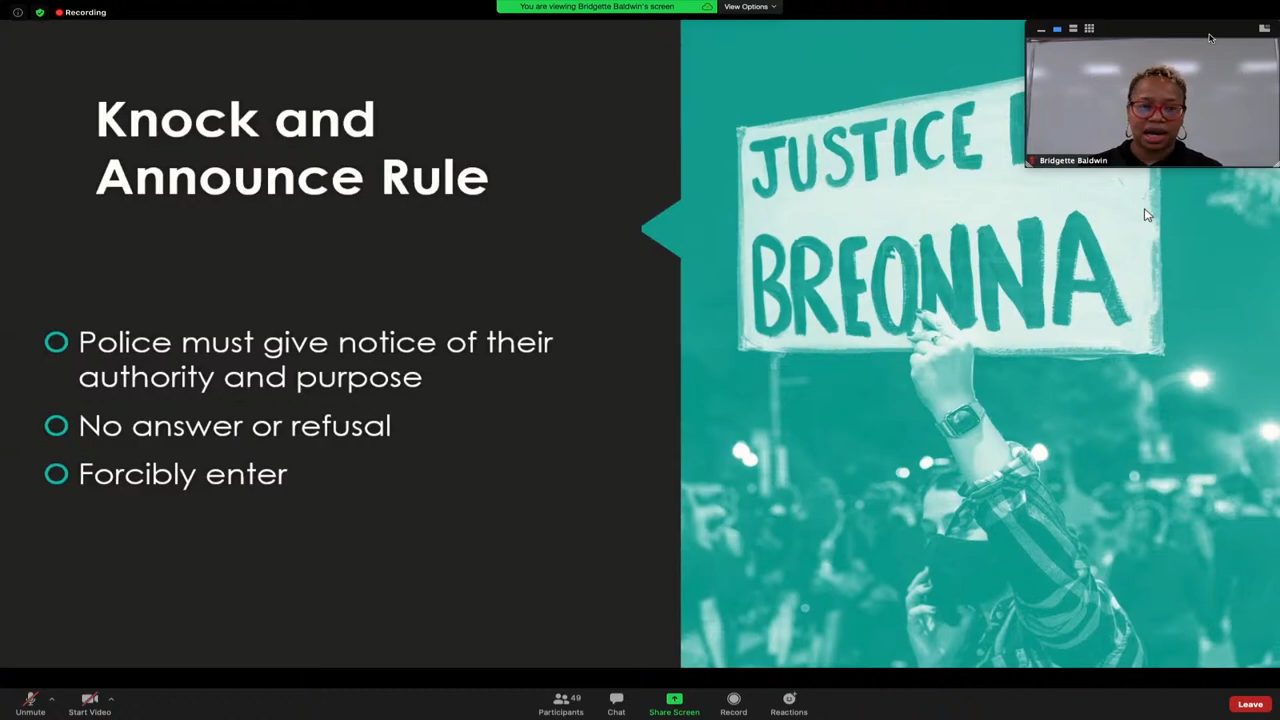 Recording
You are viewing Bridgette Baldwin's screen
View Options
Knock and
Announce Rule
Police must give notice of their
authority and purpose
No answer or refusal
Forcibly enter
JUSTICE
BREONNA
Bridgette Baldwin
Unmute
Start Video
49
Participants
Chat
Share Screen
Record
Reactions
Leave